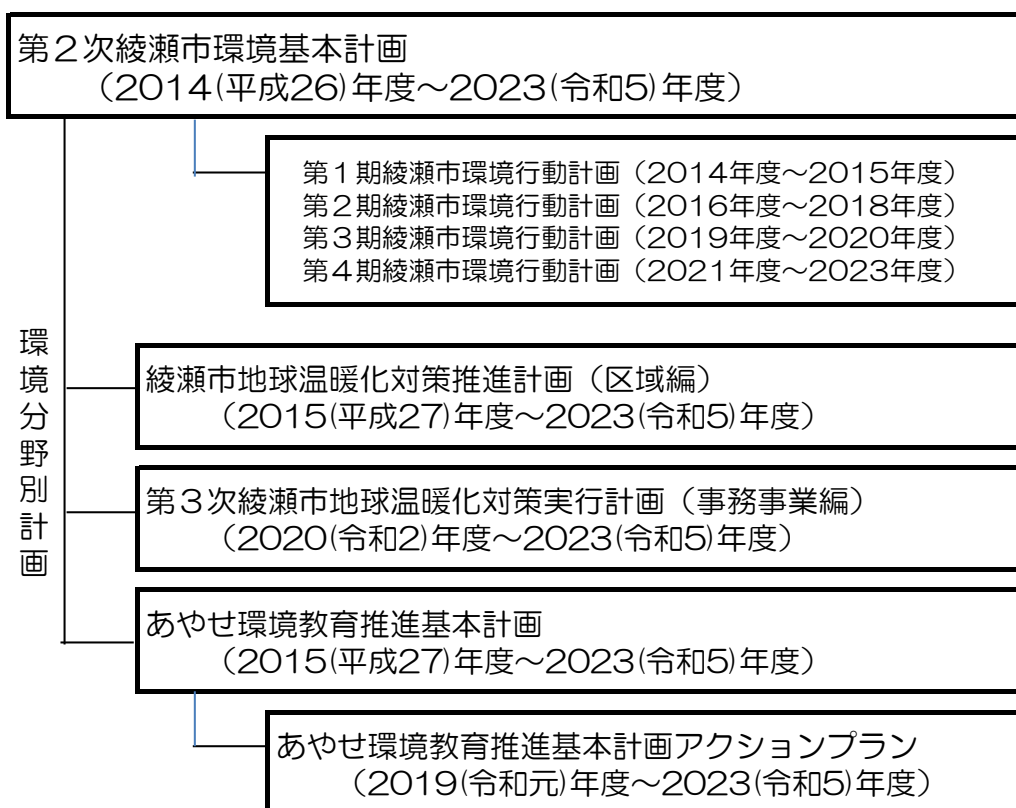 第２次綾瀬市環境基本計画
（2014(平成26)年度～2023(令和5)年度）
第１期綾瀬市環境行動計画（2014年度～2015年度）
第２期綾瀬市環境行動計画（2016年度～2018年度）
第３期綾瀬市環境行動計画（2019年度～2020年度）
第４期綾瀬市環境行動計画（2021年度～2023年度）
環境分野別計画
綾瀬市地球温暖化対策推進計画（区域編）
（2015(平成27)年度～2023(令和5)年度）
第３次綾瀬市地球温暖化対策実行計画（事務事業編）
（2020(令和2)年度～2023(令和5)年度）
あやせ環境教育推進基本計画
（2015(平成27)年度～2023(令和5)年度）
あやせ環境教育推進基本計画アクションプラン
（2019(令和元)年度～2023(令和5)年度）